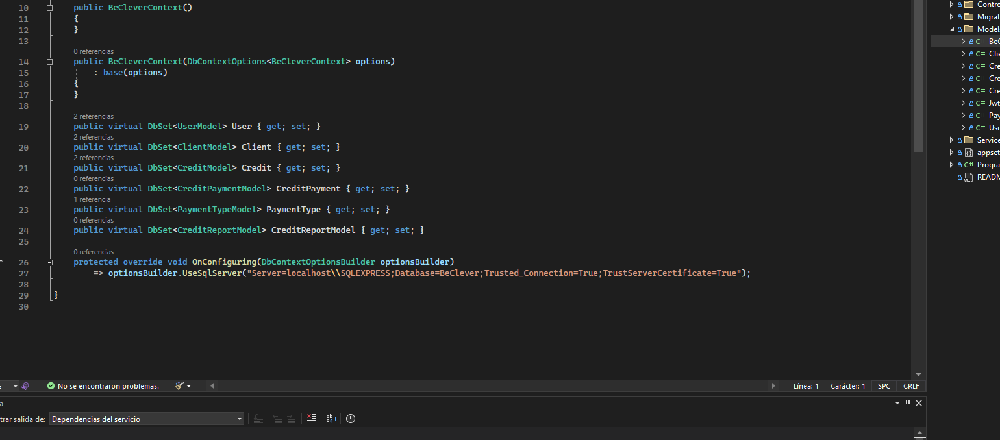 10 public BeCleverContext()
11 {
12 }
13
0 referencias
14 public BeCleverContext(DbContextOptions<BeCleverContext> options)
15 : base(options)
16 {
17 }
18
2 referencias
19 public virtual DbSet<UserModel> User { get; set; }
2 referencias
20 public virtual DbSet<ClientModel> Client { get; set; }
2 referencias
21 public virtual DbSet<CreditModel> Credit { get; set; }
0 referencias
22 public virtual DbSet<CreditPaymentModel> CreditPayment { get; set; }
1 referencia
23 public virtual DbSet<PaymentTypeModel> PaymentType { get; set; }
0 referencias
24 public virtual DbSet<CreditReportModel> CreditReportModel { get; set; }
25
0 referencias
26 protected override void OnConfiguring(DbContextOptionsBuilder optionsBuilder)
27 => optionsBuilder.UseSqlServer("Server=localhost\\SQLEXPRESS;Database=BeClever;Trusted_Connection=True;TrustServerCertificate=True");
28
29 }
30
Contro
Migrat
Model
C# BeC
C# Clie
C# Cre
C# Cre
C# Cre
C# Jwt
C# Pay
C# Use
Service
appset
C# Progra
READM
No se encontraron problemas.
Línea: 1 Carácter: 1 SPC CRLF
a
trar salida de: Dependencias del servicio